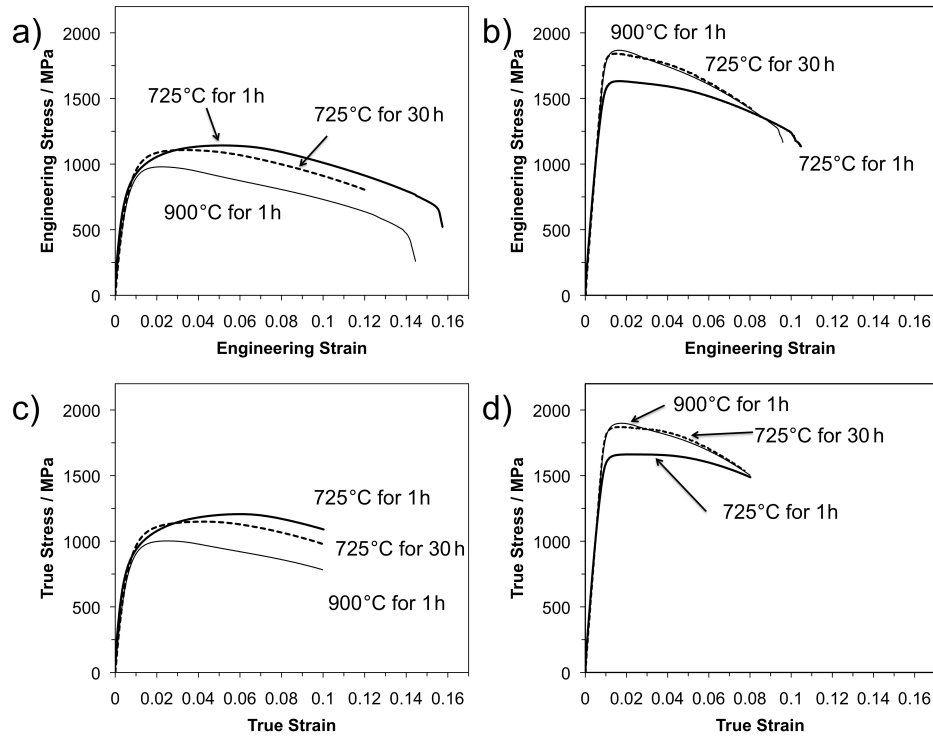 a)
Engineering Stress / MPa
2000
1500
1000
500
0
725°C for 1h
725°C for 30 h
900°C for 1h
0 0.02 0.04 0.06 0.08 0.1 0.12 0.14 0.16
Engineering Strain
b)
Engineering Stress / MPa
2000
1500
1000
500
0
900°C for 1h
725°C for 30 h
725°C for 1h
0 0.02 0.04 0.06 0.08 0.1 0.12 0.14 0.16
Engineering Strain
c)
True Stress / MPa
2000
1500
1000
500
0
725°C for 1h
725°C for 30 h
900°C for 1h
0 0.02 0.04 0.06 0.08 0.1 0.12 0.14 0.16
True Strain
d)
True Stress / MPa
2000
1500
1000
500
0
900°C for 1h
725°C for 30 h
725°C for 1h
0 0.02 0.04 0.06 0.08 0.1 0.12 0.14 0.16
True Strain